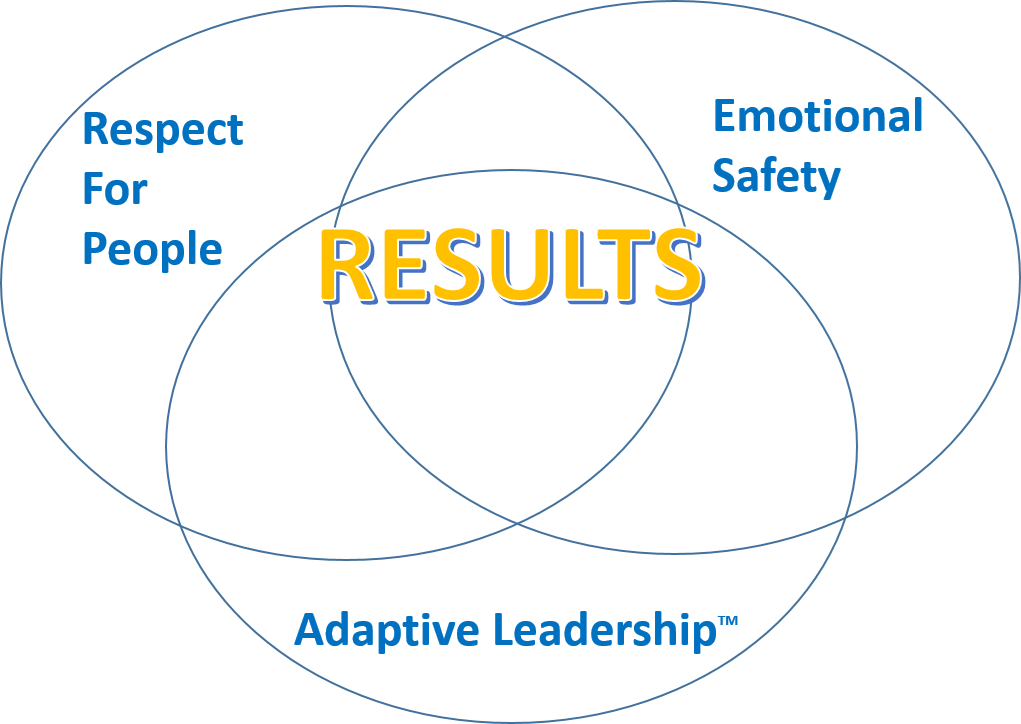 Respect
For
People
Emotional
Safety
RESULTS
Adaptive Leadership™